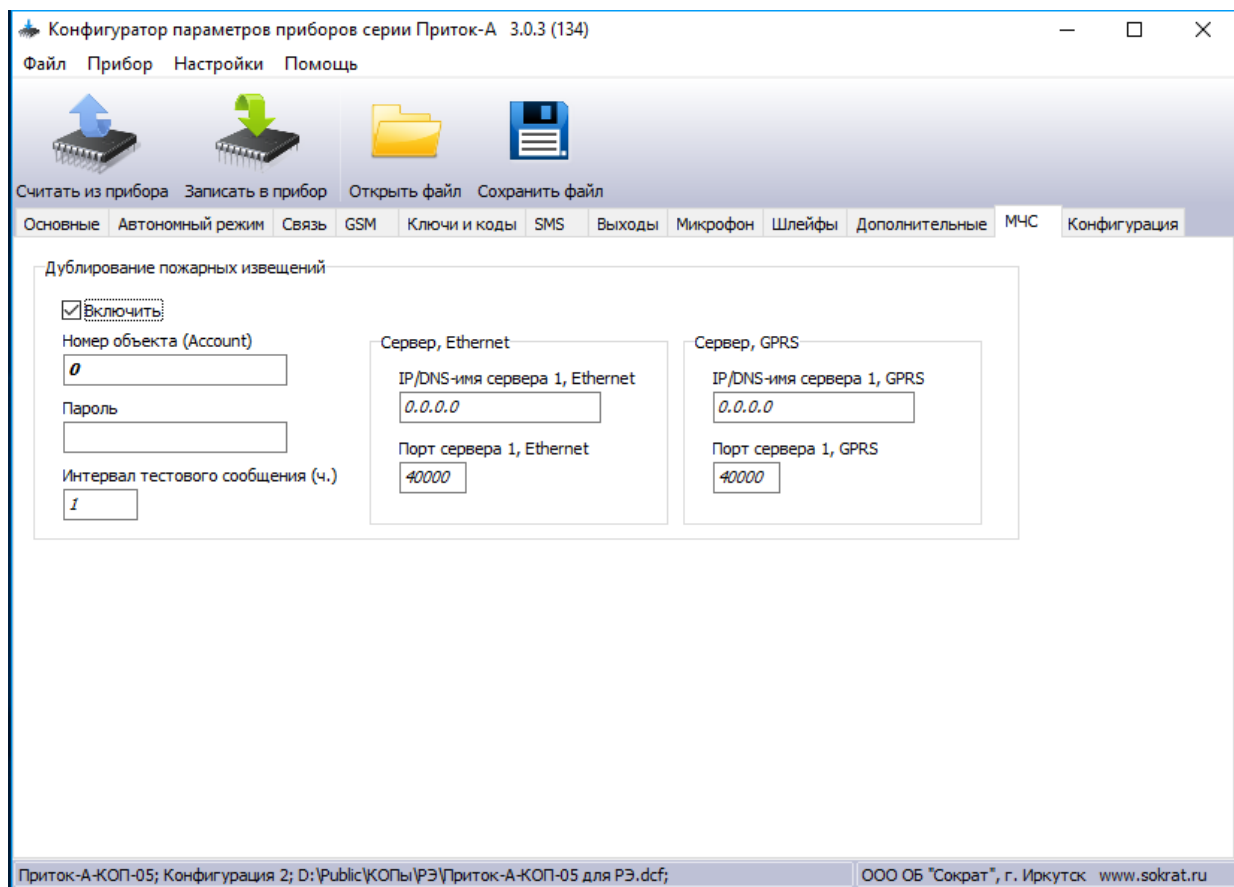 Конфигуратор параметров приборов серии Приток-А 3.0.3 (134)
Файл Прибор Настройки Помощь
Считать из прибора Записать в прибор Открыть файл Сохранить файл
Основные Автономный режим Связь GSM Ключи и коды SMS Выходы Микрофон Шлейфы Дополнительные МЧС Конфигурация
Дублирование пожарных извещений
Включить
Номер объекта (Account)
0
Пароль
Интервал тестового сообщения (ч.)
1
Сервер, Ethernet
IP/DNS-имя сервера 1, Ethernet
0.0.0.0
Порт сервера 1, Ethernet
40000
Сервер, GPRS
IP/DNS-имя сервера 1, GPRS
0.0.0.0
Порт сервера 1, GPRS
40000
Приток-А-КОП-05; Конфигурация 2; D:\Public\КОПы\РЭ\Приток-А-КОП-05 для РЭ.dcf;
ООО ОБ "Сократ", г. Иркутск www.sokrat.ru